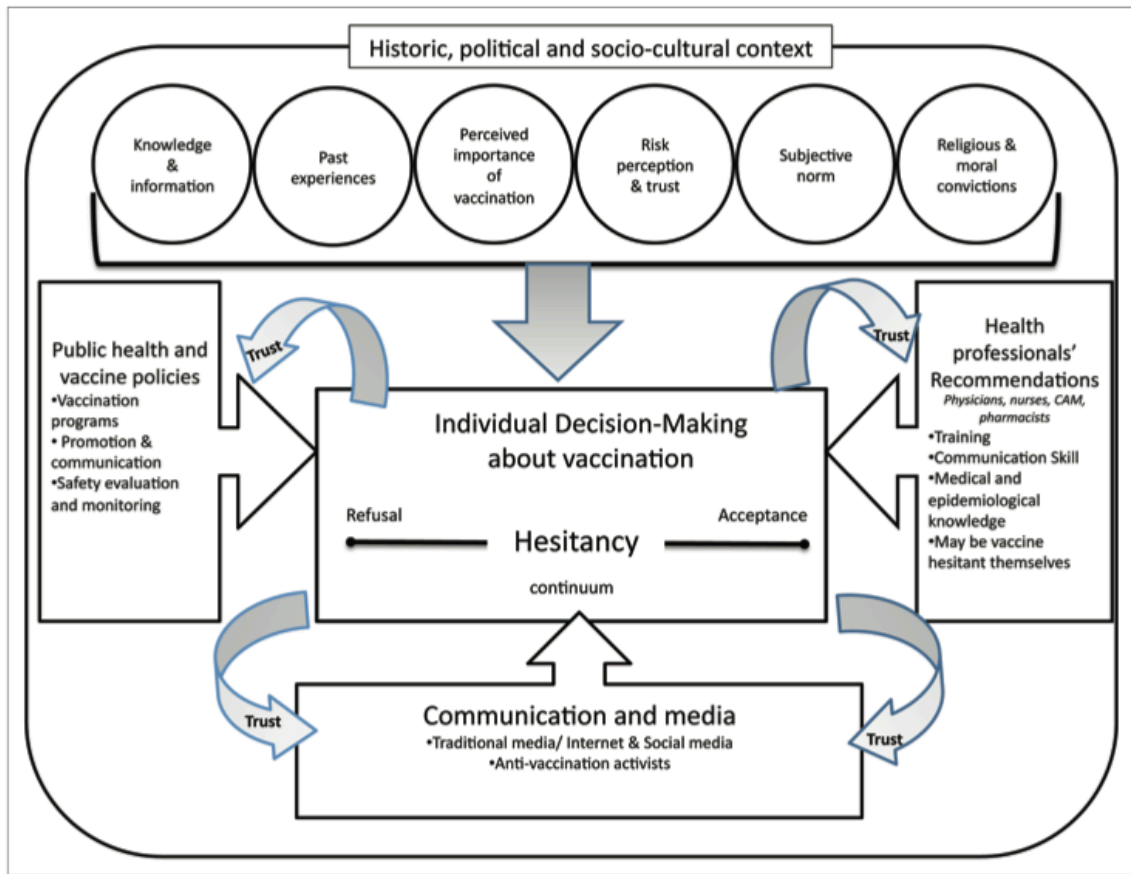 Historic, political and socio-cultural context
Knowledge
&
information
Past
experiences
Perceived
importance
of
vaccination
Risk
perception
& trust
Subjective
norm
Religious &
moral
convictions
Public health and
vaccine policies
•Vaccination
programs
• Promotion &
communication
•Safety evaluation
and monitoring
Trust
Trust
Health
professionals’
Recommendations
Physicians, nurses, CAM,
pharmacists
•Training
•Communication Skill
•Medical and
epidemiological
knowledge
•May be vaccine
hesitant themselves
Individual Decision-Making
about vaccination
Refusal
Acceptance
Hesitancy
continuum
Trust
Trust
Communication and media
•Traditional media/ Internet & Social media
•Anti-vaccination activists